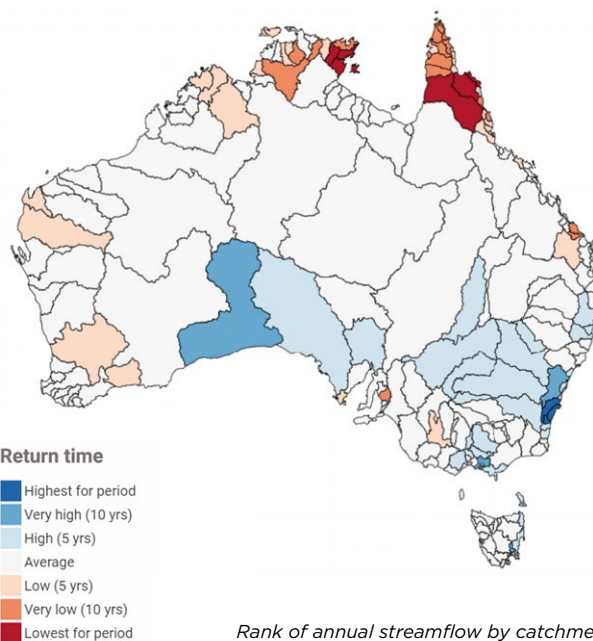 Return time
Highest for period
Very high (10 yrs)
High (5 yrs)
Average
Low (5 yrs)
Very low (10 yrs)
Lowest for period
Rank of annual streamflow by